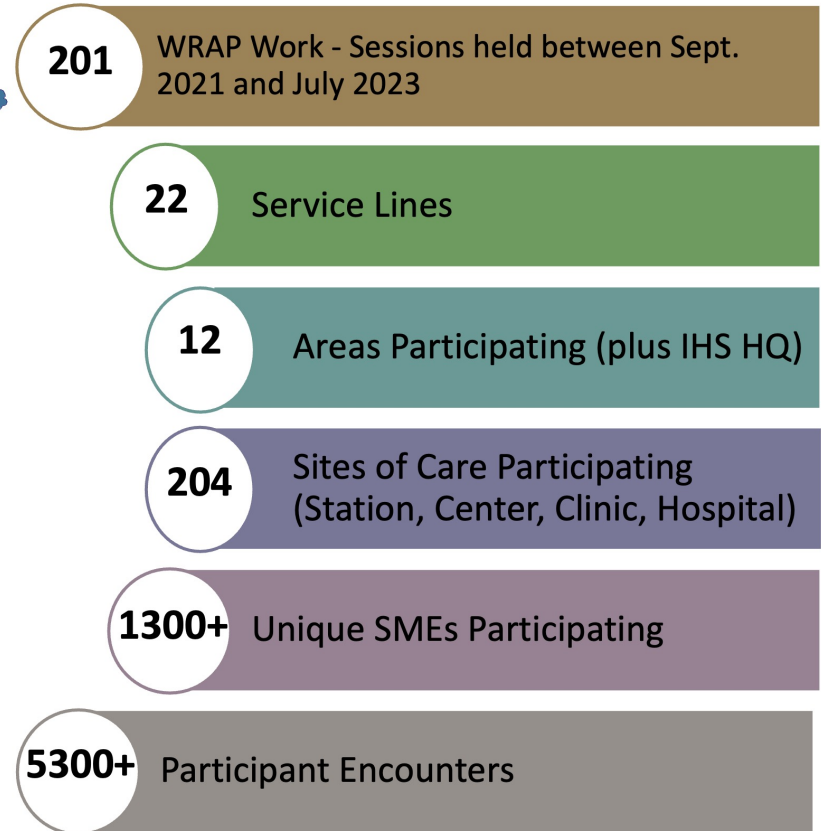 201
WRAP Work - Sessions held between Sept.
2021 and July 2023
22
Service Lines
12
Areas Participating (plus IHS HQ)
204
Sites of Care Participating
(Station, Center, Clinic, Hospital)
1300+
Unique SMEs Participating
5300+
Participant Encounters